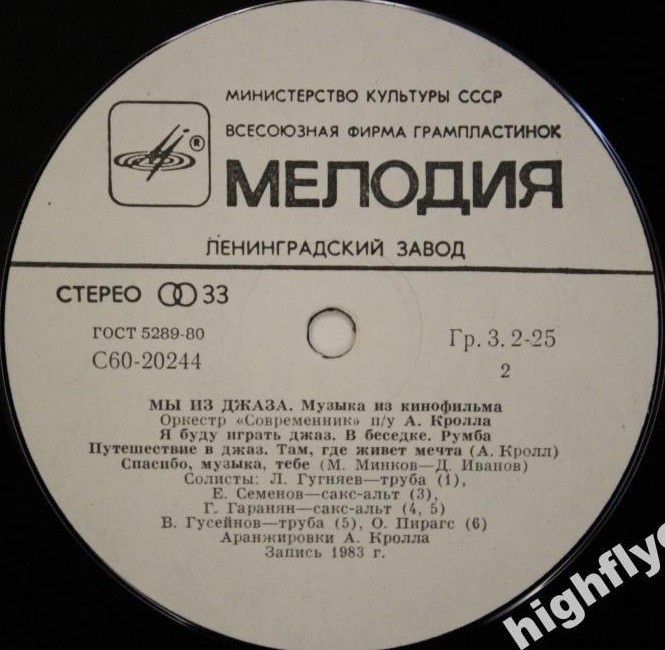 МИНИСТЕРСТВО КУЛЬТУРЫ СССР
ВСЕСОЮЗНАЯ ФИРМА ГРАМПЛАСТИНОК
®
МЕЛОДИЯ
ЛЕНИНГРАДСКИЙ ЗАВОД
СТЕРЕО 33
ГОСТ 5289-80
С60-20244
Гр. 3. 2-25
2
МЫ ИЗ ДЖАЗА. Музыка из кинофильма
Оркестр «Современник» п/у А. Кролла
Я буду играть джаз. В беседке. Румба
Путешествие в джаз. Там, где живет мечта (А. Кролл)
Спасибо, музыка, тебе (М. Минков—Д. Иванов)
Солисты: Л. Гугняев—труба (1),
Е. Семенов—сакс-альт (3),
Г. Гаранян—сакс-альт (4, 5)
В. Гусейнов—труба (5), О. Пирагс (6)
Аранжировки А. Кролла
Запись 1983 г.